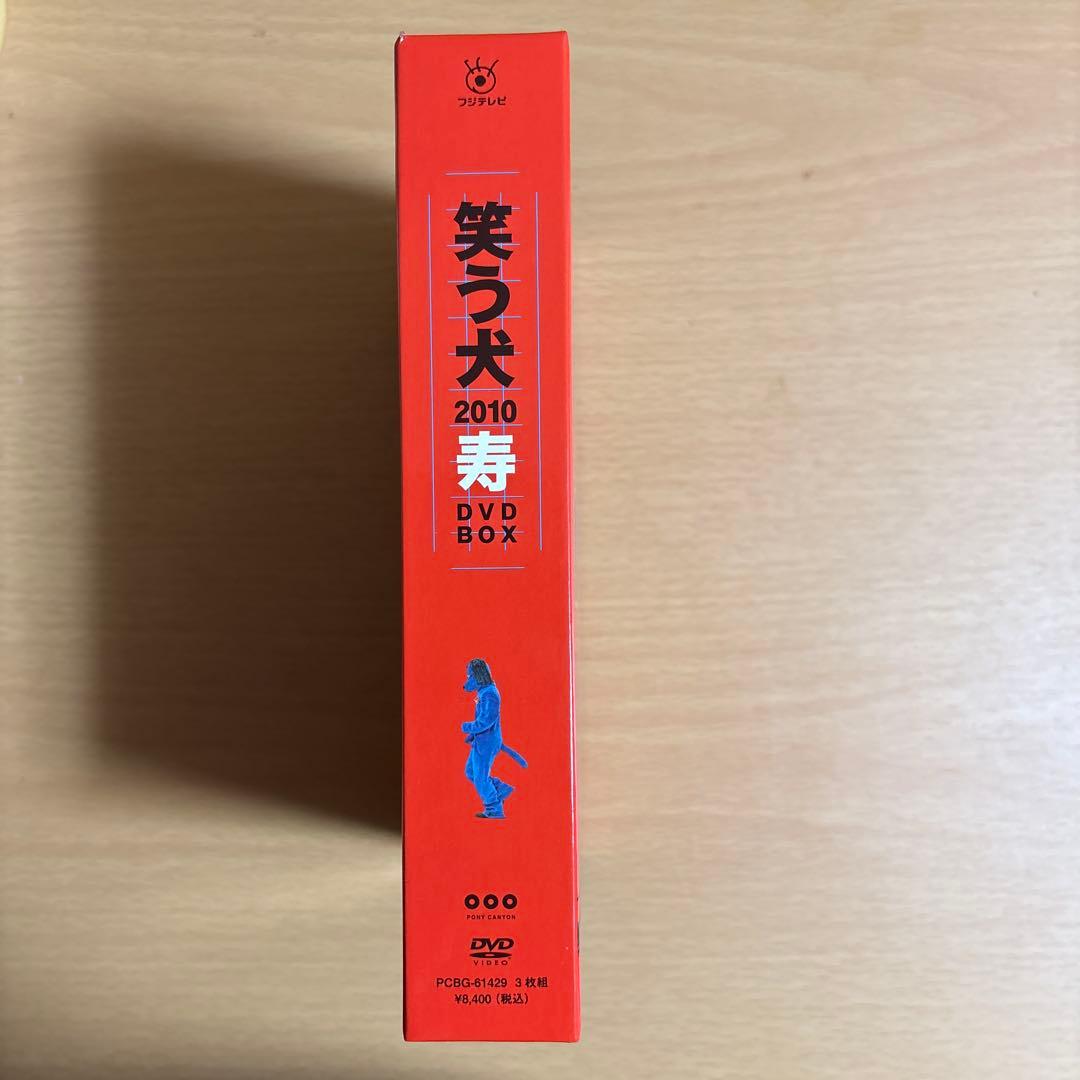 フジテレビ
笑う犬
2010
寿
DVD
BOX
PONY CANYON
DVD
VIDEO
PCBG-61429 3枚組
¥8,400（税込）